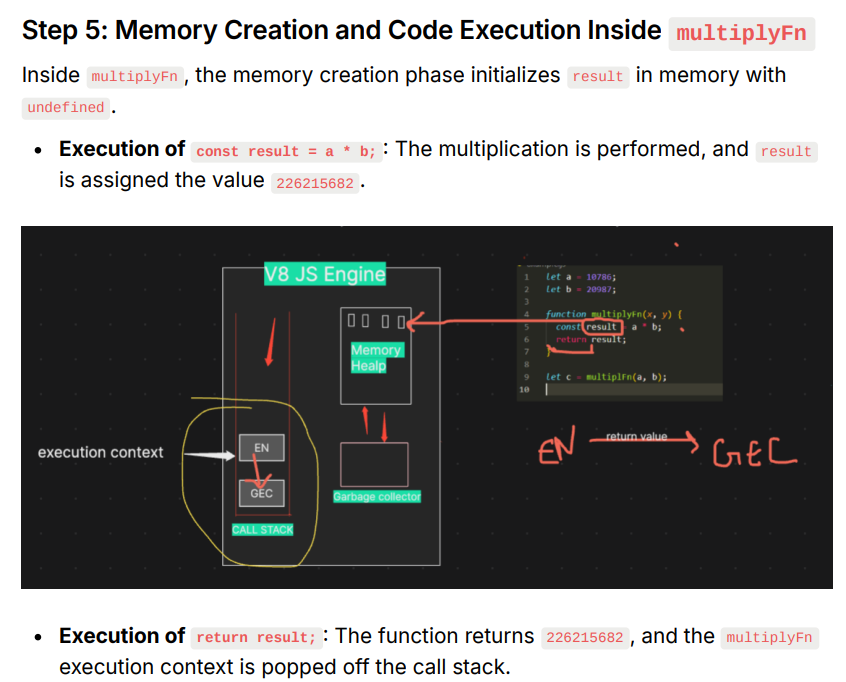 Step 5: Memory Creation and Code Execution Inside multiplyFn
Inside multiplyFn, the memory creation phase initializes result in memory with
undefined.
• Execution of const result = a * b;: The multiplication is performed, and result
is assigned the value 226215682.
V8 JS Engine
Memory
Healp
execution context
EN
GEC
CALL STACK
Garbage collector
1 let a = 10786;
2 let b = 20987;
3
4 function multiplyFn(x, y) {
5 const result a * b;
6 return result;
7 }
8
9 let c = multiplFn(a, b);
10
EN return value GEC
• Execution of return result;: The function returns 226215682, and the multiplyFn
execution context is popped off the call stack.